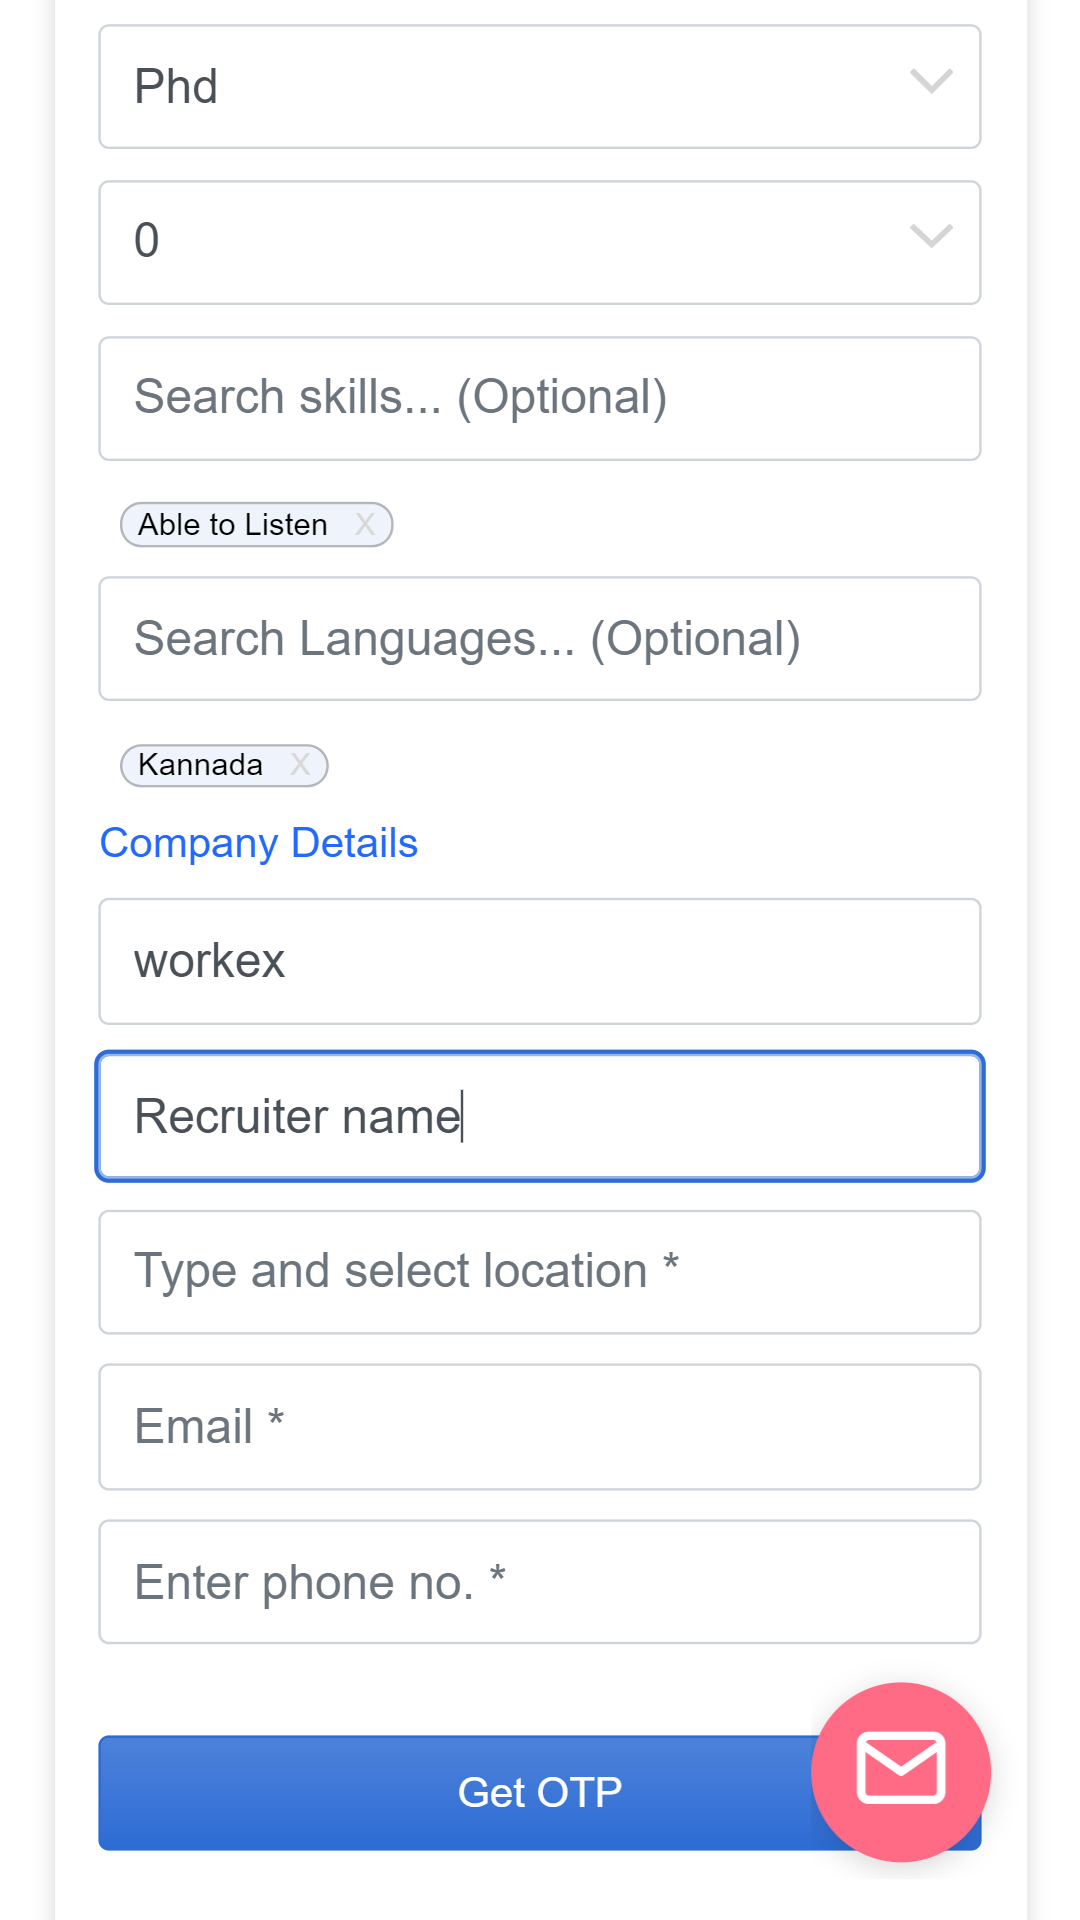 Phd
0
Search skills... (Optional)
Able to Listen X
Search Languages... (Optional)
Kannada X
Company Details
workex
Recruiter name
Type and select location *
Email *
Enter phone no. *
Get OTP